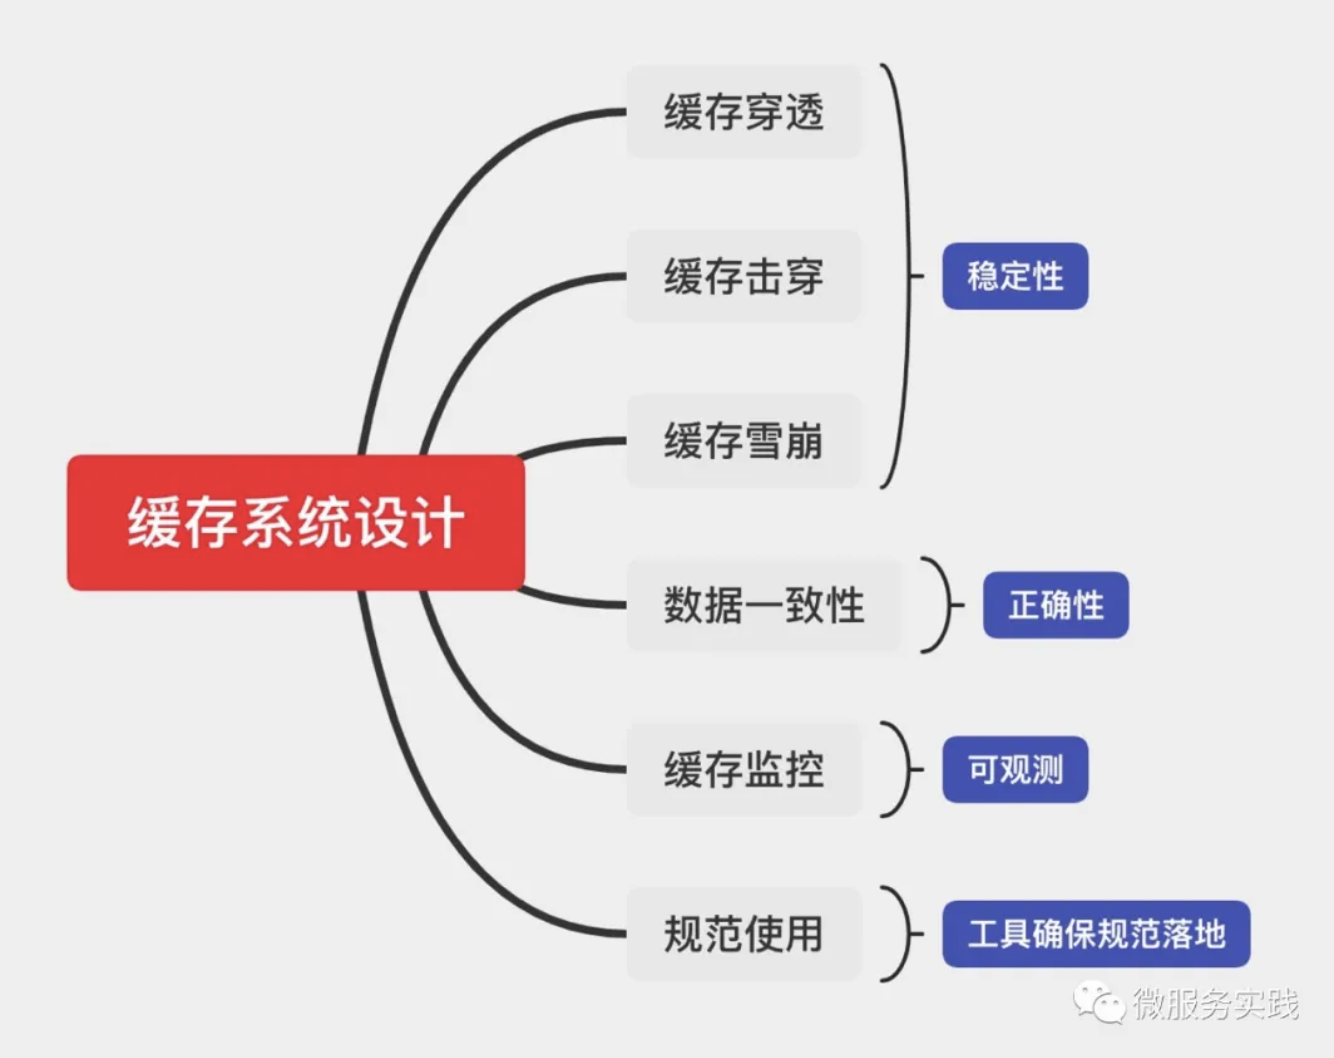 缓存穿透
缓存击穿
稳定性
缓存雪崩
缓存系统设计
数据一致性
正确性
缓存监控
可观测
规范使用
工具确保规范落地
微服务实践